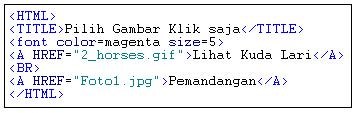 <HTML>
<TITLE>Pilih Gambar Klik saja</TITLE>
<font color=magenta size=5>
<A HREF="2_horses.gif">Lihat Kuda Lari</A>
<BR>
<A HREF="Foto1.jpg">Pemandangan</A>
</HTML>